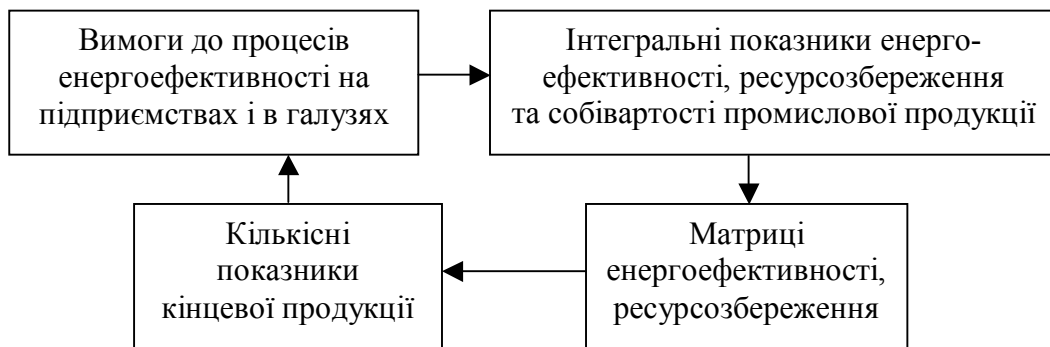 Вимоги до процесів
енергоефективності на
підприємствах і в галузях
Інтегральні показники енерго-
ефективності, ресурсозбереження
та собівартості промислової продукції
Кількісні
показники
кінцевої продукції
Матриці
енергоефективності,
ресурсозбереження